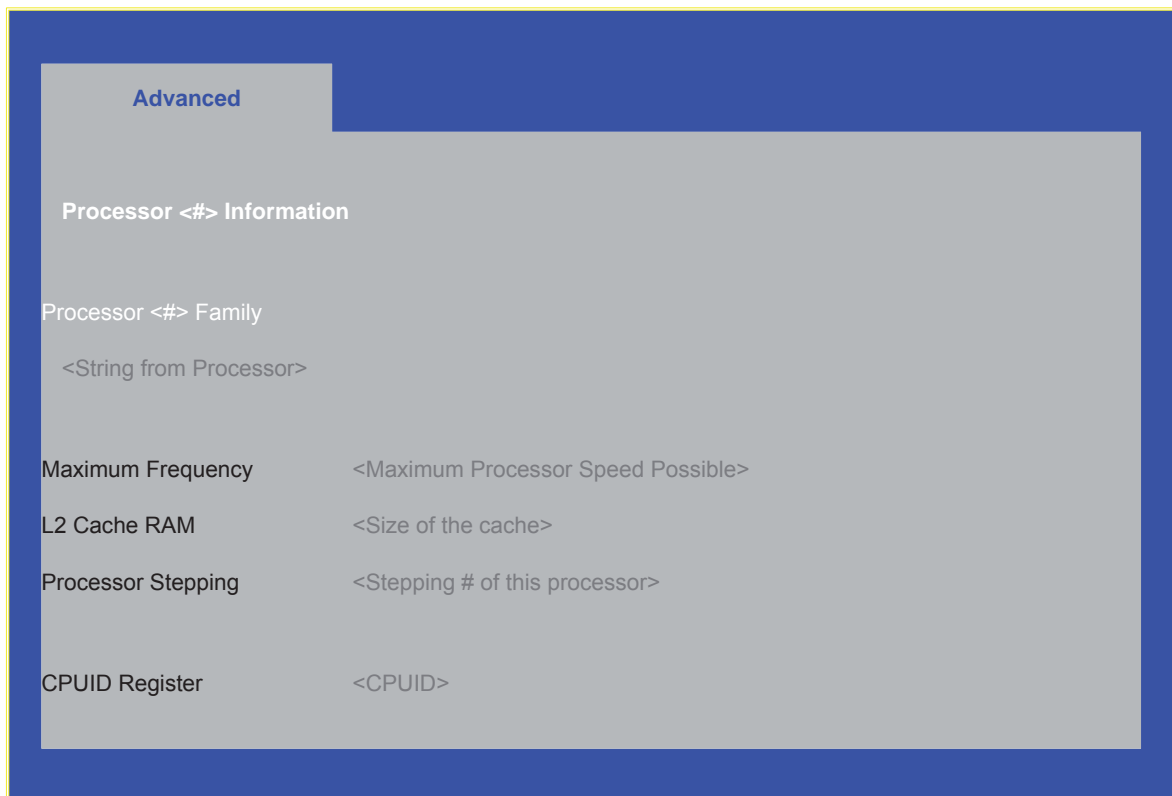 Advanced
Processor <#> Information
Processor <#> Family
<String from Processor>
Maximum Frequency <Maximum Processor Speed Possible>
L2 Cache RAM <Size of the cache>
Processor Stepping <Stepping # of this processor>
CPUID Register <CPUID>